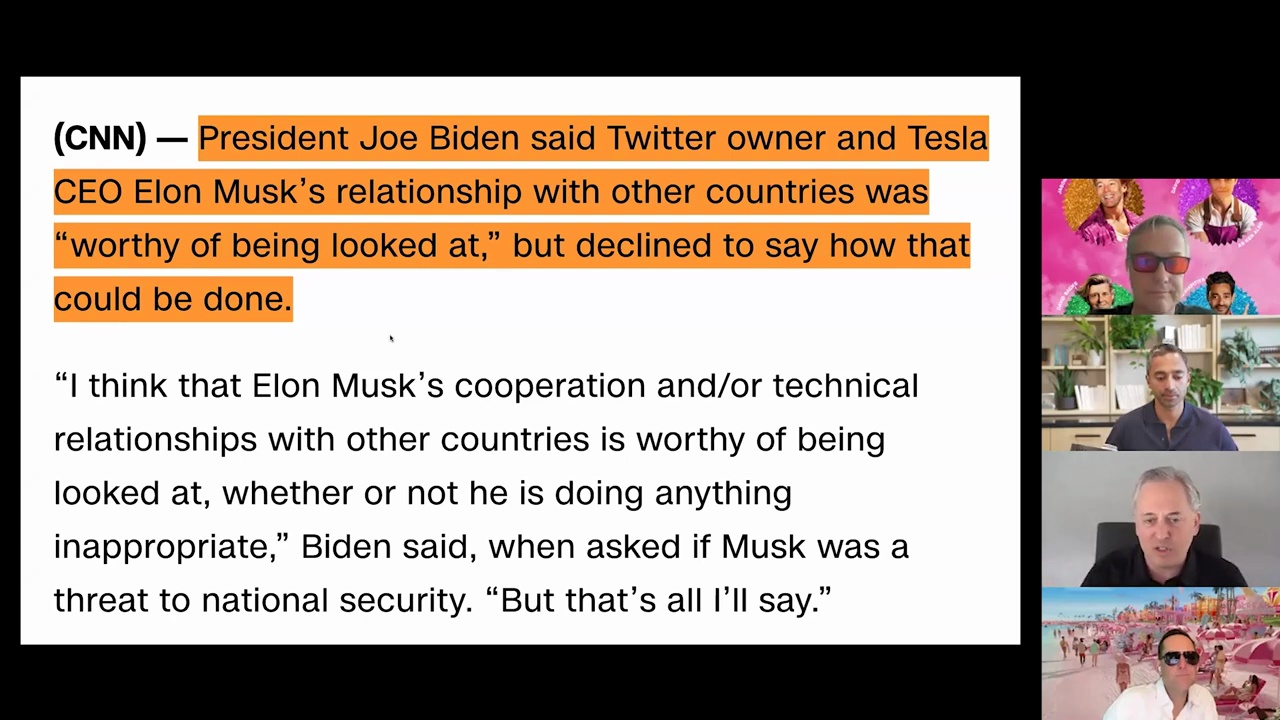 (CNN) — President Joe Biden said Twitter owner and Tesla
CEO Elon Musk’s relationship with other countries was
“worthy of being looked at,” but declined to say how that
could be done.
“I think that Elon Musk’s cooperation and/or technical
relationships with other countries is worthy of being
looked at, whether or not he is doing anything
inappropriate,” Biden said, when asked if Musk was a
threat to national security. “But that’s all I’ll say.”